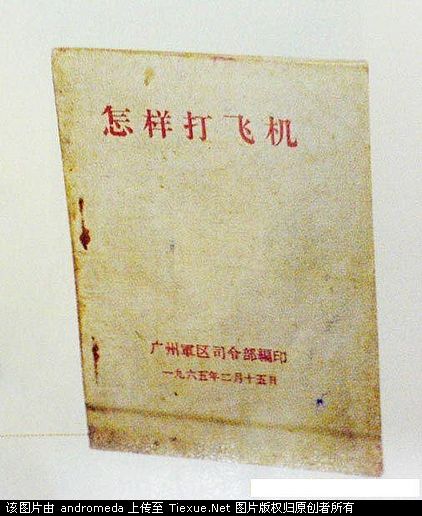 怎样打飞机
广州軍区司令部編印
一九六五年二月十五日
该图片由 andromeda 上传至 Tiexue.Net 图片版权归原创者所有